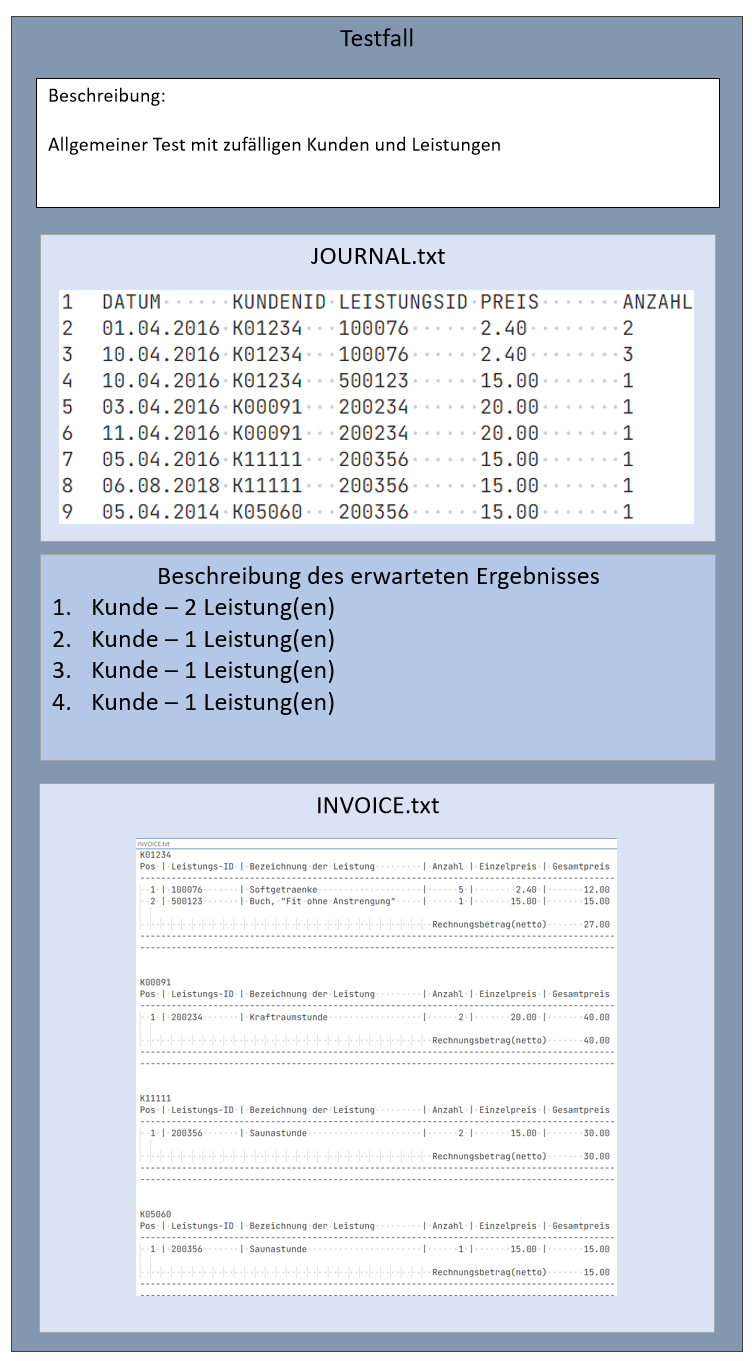 Testfall
Beschreibung:
Allgemeiner Test mit zufälligen Kunden und Leistungen
JOURNAL.txt
1 DATUM KUNDENID LEISTUNGSID PREIS ANZAHL
2 01.04.2016 K01234 100076 2.40 2
3 10.04.2016 K01234 100076 2.40 3
4 10.04.2016 K01234 500123 15.00 1
5 03.04.2016 K00091 200234 20.00 1
6 11.04.2016 K00091 200234 20.00 1
7 05.04.2016 K11111 200356 15.00 1
8 06.08.2018 K11111 200356 15.00 1
9 05.04.2014 K05060 200356 15.00 1
Beschreibung des erwarteten Ergebnisses
1. Kunde – 2 Leistung(en)
2. Kunde – 1 Leistung(en)
3. Kunde – 1 Leistung(en)
4. Kunde – 1 Leistung(en)
INVOICE.txt
INVOICE.txt
K01234
Pos | Leistungs-ID | Bezeichnung der Leistung | Anzahl | Einzelpreis | Gesamtpreis
1 | 100076 | Softgetraenke | 5 | 2.40 | 12.00
2 | 500123 | Buch, "Fit ohne Anstrengung" | 1 | 15.00 | 15.00
Rechnungsbetrag(netto) 27.00
K00091
Pos | Leistungs-ID | Bezeichnung der Leistung | Anzahl | Einzelpreis | Gesamtpreis
1 | 200234 | Kraftraumstunde | 2 | 20.00 | 40.00
Rechnungsbetrag(netto) 40.00
K11111
Pos | Leistungs-ID | Bezeichnung der Leistung | Anzahl | Einzelpreis | Gesamtpreis
1 | 200356 | Saunastunde | 2 | 15.00 | 30.00
Rechnungsbetrag(netto) 30.00
K05060
Pos | Leistungs-ID | Bezeichnung der Leistung | Anzahl | Einzelpreis | Gesamtpreis
1 | 200356 | Saunastunde | 1 | 15.00 | 15.00
Rechnungsbetrag(netto) 15.00